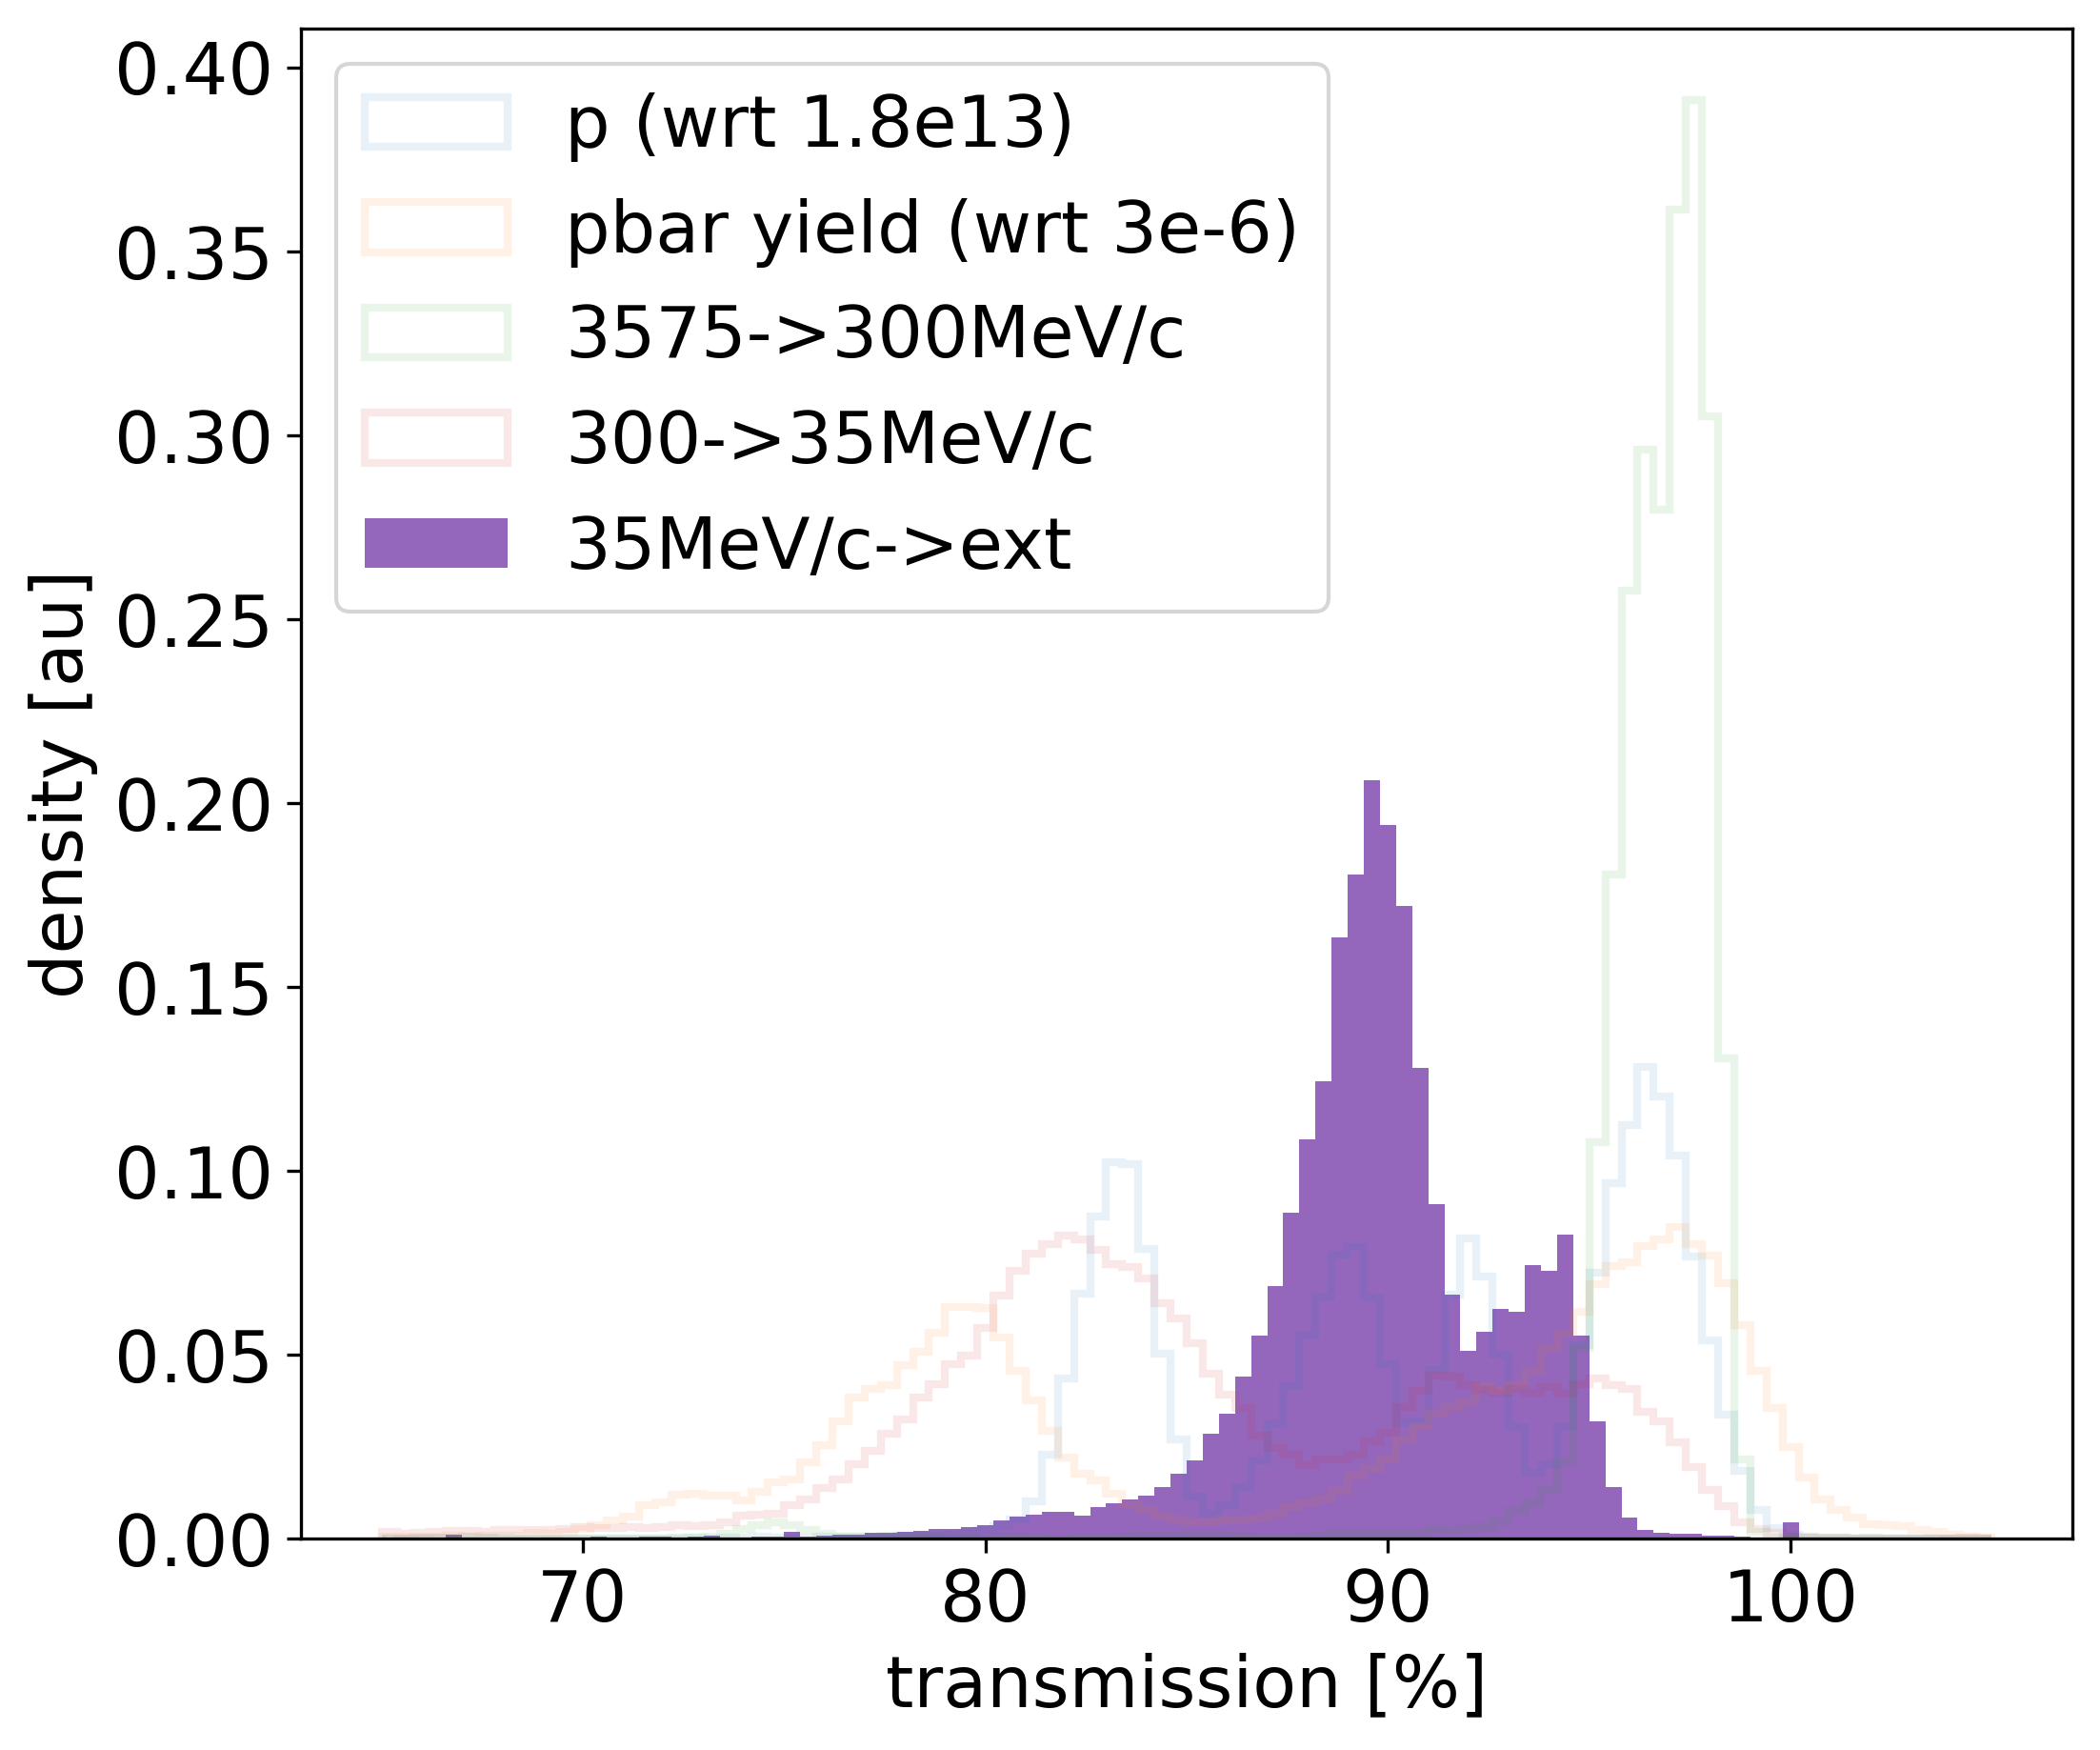 0.40
0.35
0.30
0.25
0.20
0.15
0.10
0.05
0.00
density [au]
p (wrt 1.8e13)
pbar yield (wrt 3e-6)
3575->300MeV/c
300->35MeV/c
35MeV/c->ext
70 80 90 100
transmission [%]